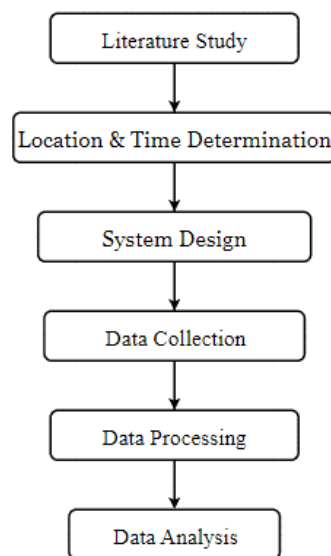 Literature Study
Location & Time Determination
System Design
Data Collection
Data Processing
Data Analysis